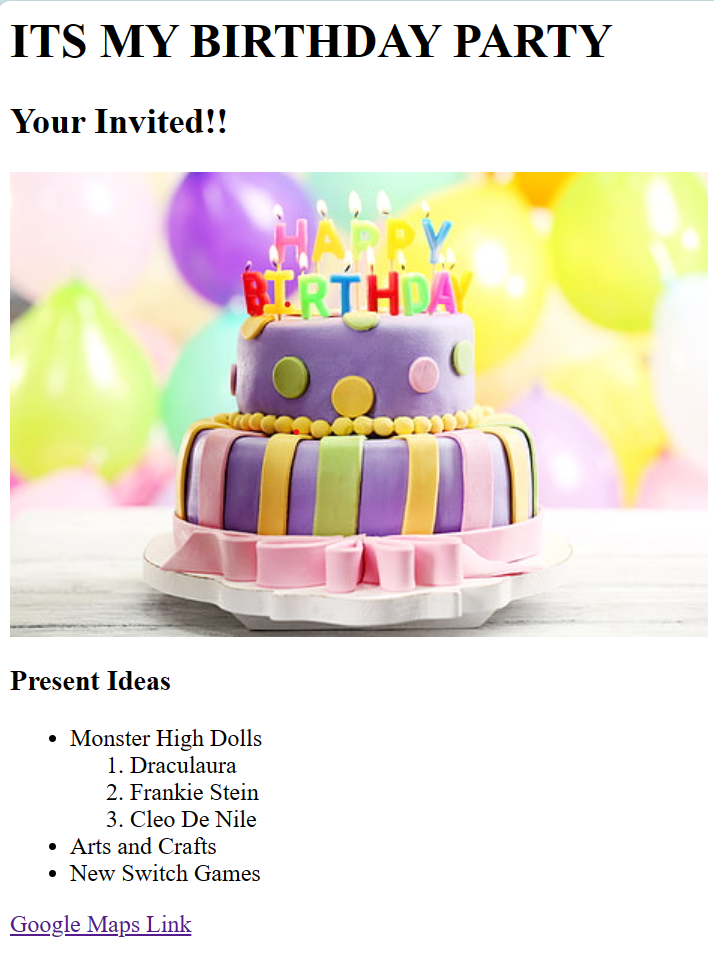 ITS MY BIRTHDAY PARTY
Your Invited!!
HAPPY
BIRTHDAY
Present Ideas
• Monster High Dolls
1. Draculaura
2. Frankie Stein
3. Cleo De Nile
• Arts and Crafts
• New Switch Games
Google Maps Link